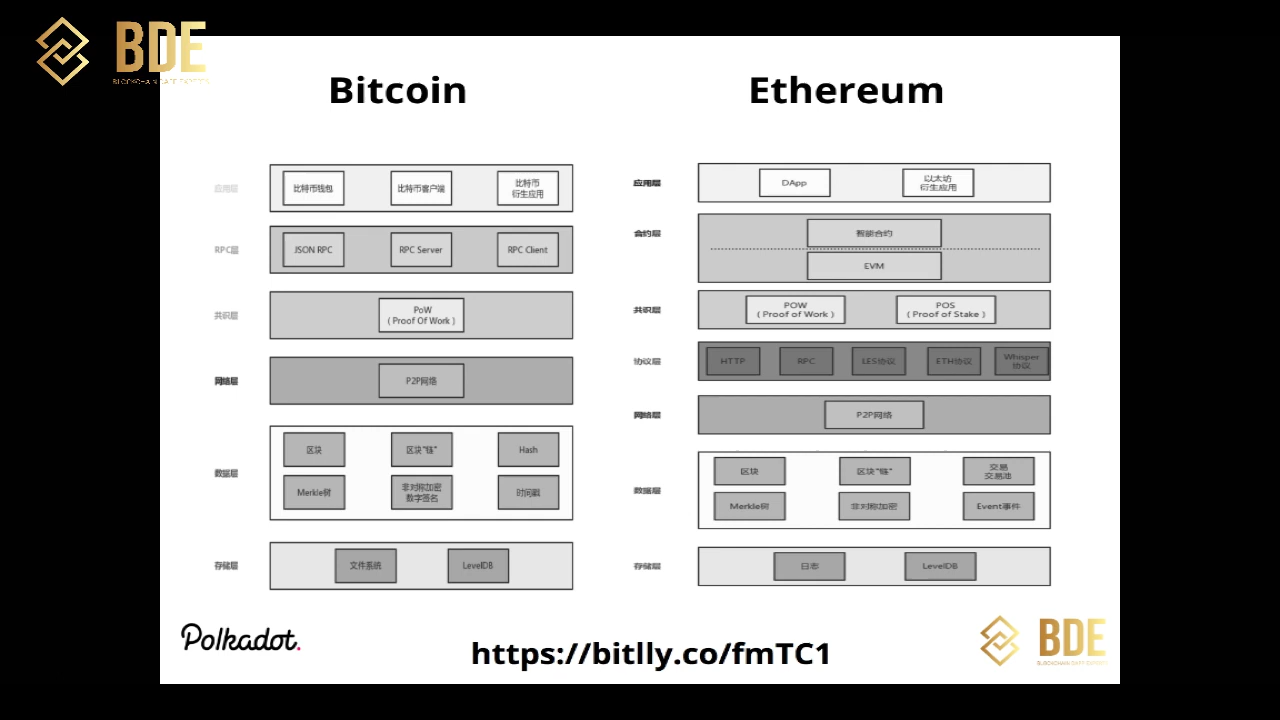 BDE
BLOCKCHAIN DAPP EXPERTS
Bitcoin
Ethereum
应用层
比特币钱包
比特币客户端
比特币
衍生应用
RPC层
JSON RPC
RPC Server
RPC Client
共识层
PoW
( Proof Of Work )
网络层
P2P网络
数据层
区块
区块"链"
Hash
Merkle树
非对称加密
数字签名
时间戳
存储层
文件系统
LevelDB
应用层
DApp
以太坊
衍生应用
合约层
智能合约
EVM
共识层
POW
( Proof of Work )
POS
( Proof of Stake )
协议层
HTTP
RPC
LES协议
ETH协议
Whisper
协议
网络层
P2P网络
数据层
区块
区块"链"
交易
交易池
Merkle树
非对称加密
Event事件
存储层
日志
LevelDB
Polkadot.
https://bitlly.co/fmTC1
BDE